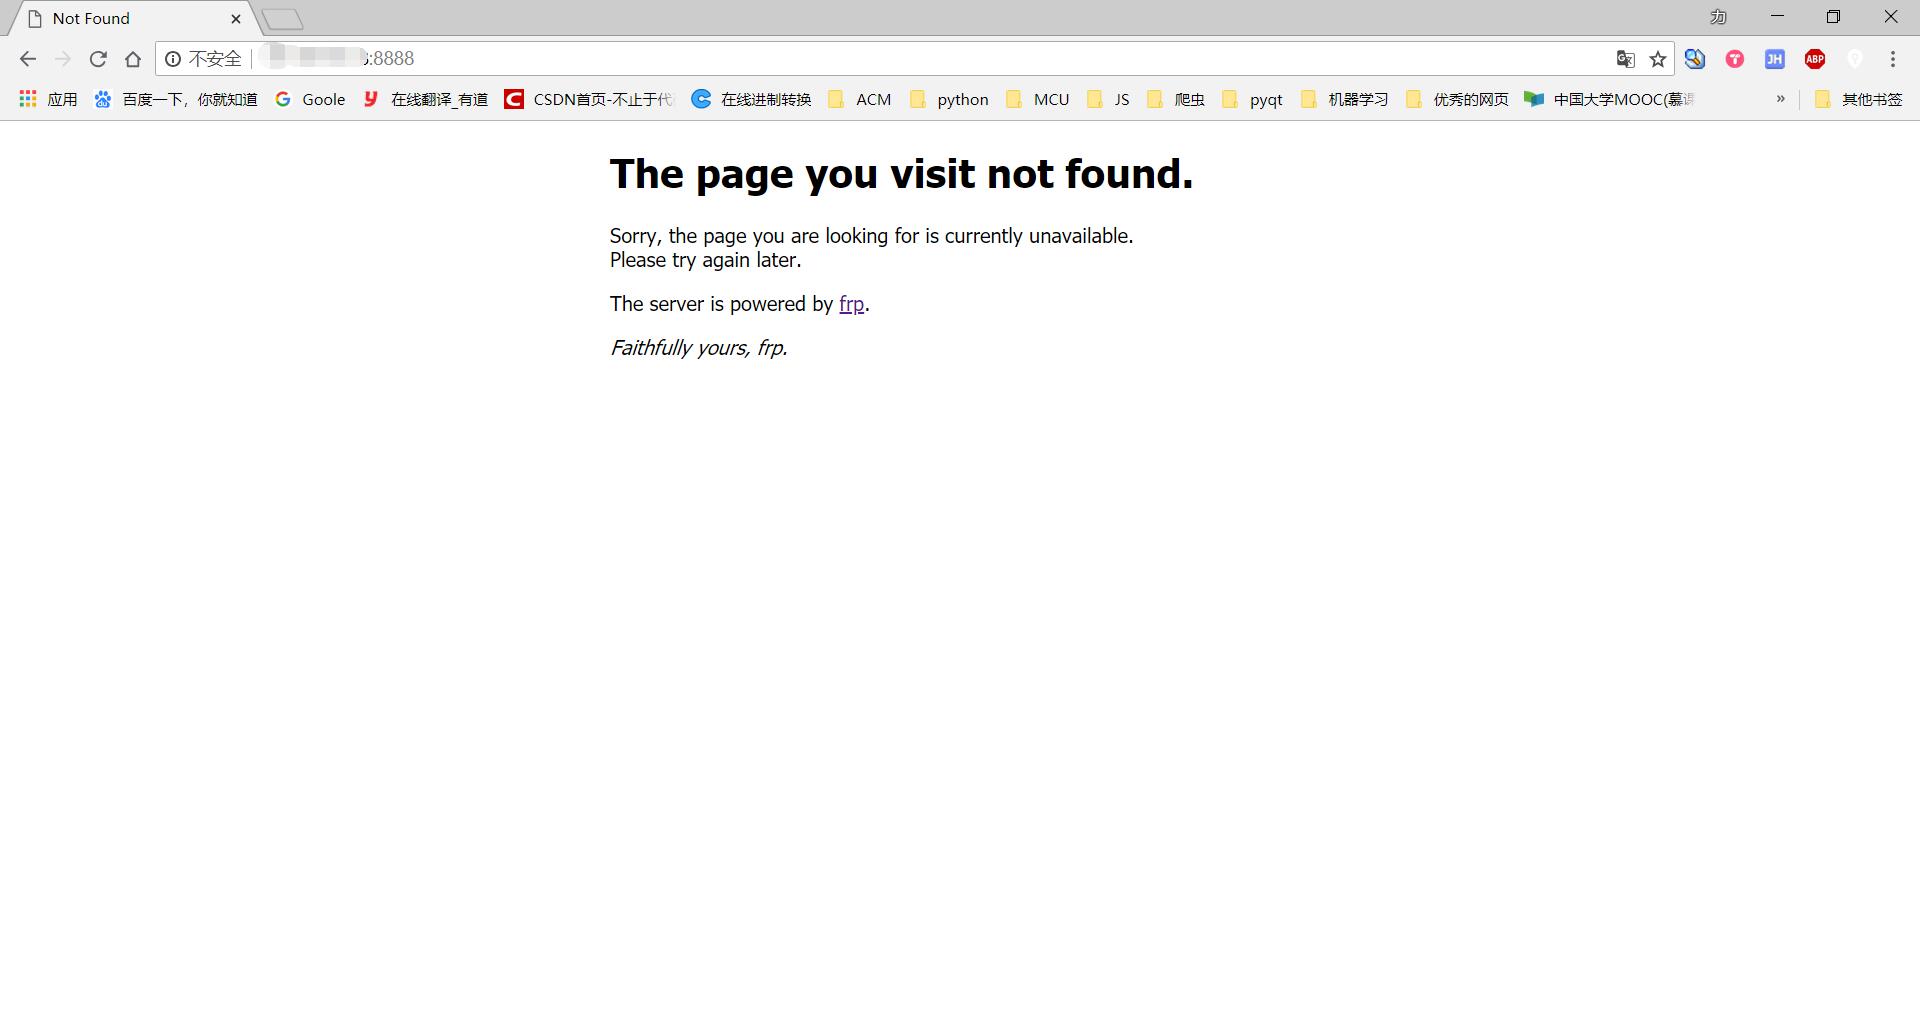 Not Found
力
不安全 :8888
应用 百度一下，你就知道 Goole 在线翻译_有道 CSDN首页-不止于代 在线进制转换 ACM python MCU JS 爬虫 pyqt 机器学习 优秀的网页 中国大学MOOC(慕 » 其他书签
JH ABP
The page you visit not found.
Sorry, the page you are looking for is currently unavailable.
Please try again later.
The server is powered by frp.
Faithfully yours, frp.